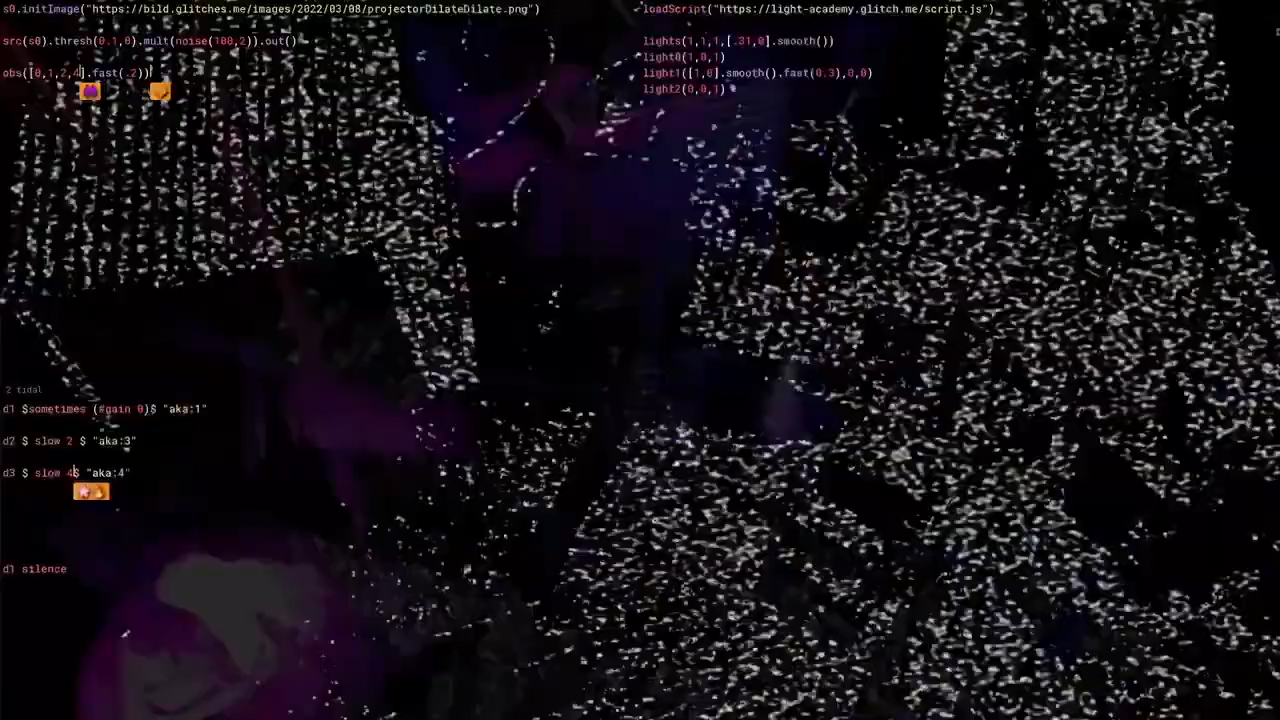 s0.initImage("https://bild.glitches.me/images/2022/03/08/projectorDilateDilate.png")
src(s0).thresh(0.1,0).mult(noise(100,2)).out()
obs([0,1,2,4].fast(.2))
loadScript("https://light-academy.glitch.me/script.js")
lights(1,1,1,[.31,0].smooth())
light0(1,0,1)
light1([1,0].smooth().fast(0.3),0,0)
light2(0,0,1)
2 tidal
d1 $sometimes (#gain 0)$ "aka:1"
d2 $ slow 2 $ "aka:3"
d3 $ slow 4$ "aka:4"
d1 silence